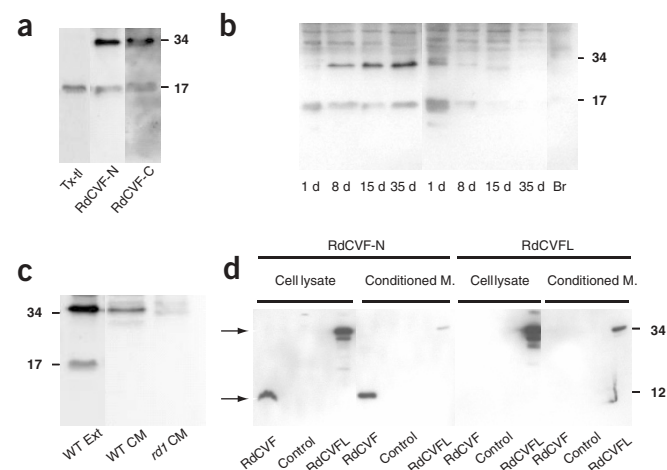 a
34
17
Tx-tl
RdCVF-N
RdCVF-C
b
34
17
1 d 8 d 15 d 35 d 1 d 8 d 15 d 35 d Br
c
34
17
WT Ext
WT CM
rd1 CM
d
RdCVF-N RdCVFL
Cell lysate Conditioned M. Cell lysate Conditioned M.
34
12
RdCVF
Control
RdCVFL
RdCVF
Control
RdCVFL
RdCVF
Control
RdCVFL
RdCVF
Control
RdCVFL